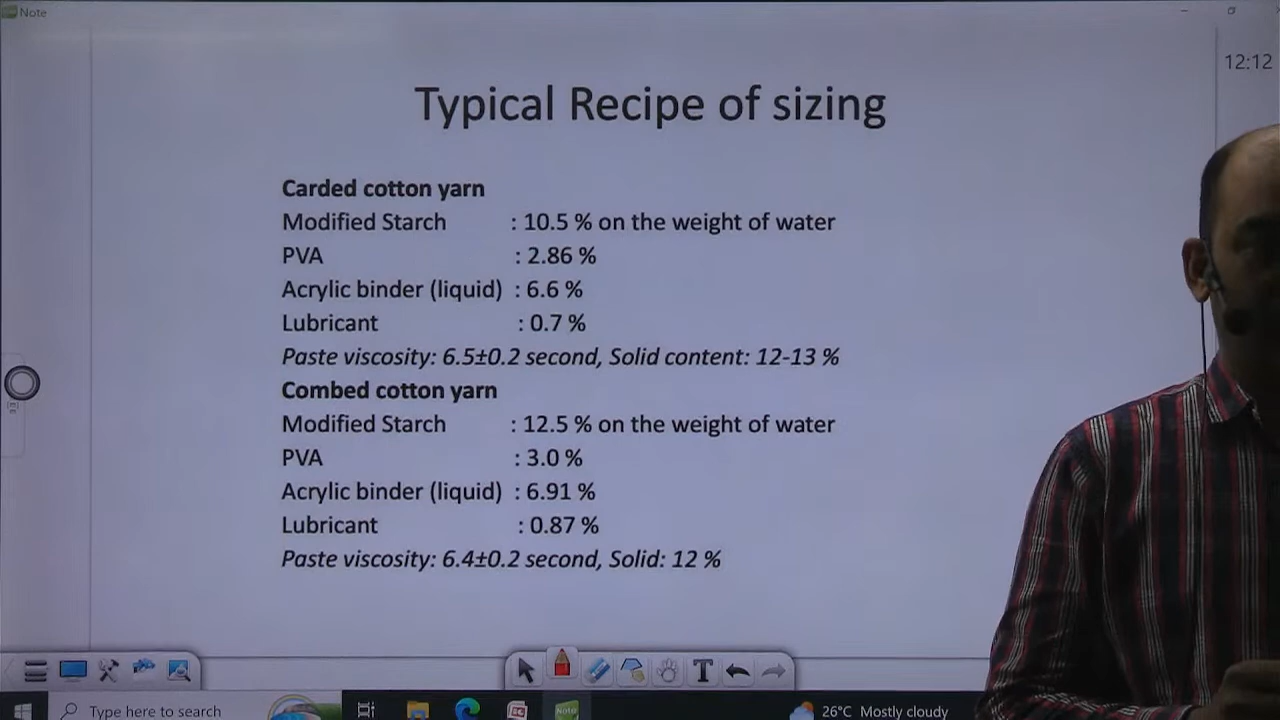 Note
12:12
Typical Recipe of sizing
Carded cotton yarn
Modified Starch : 10.5 % on the weight of water
PVA : 2.86 %
Acrylic binder (liquid) : 6.6 %
Lubricant : 0.7 %
Paste viscosity: 6.5±0.2 second, Solid content: 12-13 %
Combed cotton yarn
Modified Starch : 12.5 % on the weight of water
PVA : 3.0 %
Acrylic binder (liquid) : 6.91 %
Lubricant : 0.87 %
Paste viscosity: 6.4±0.2 second, Solid: 12 %
T
Type here to search
Note
26°C Mostly cloudy